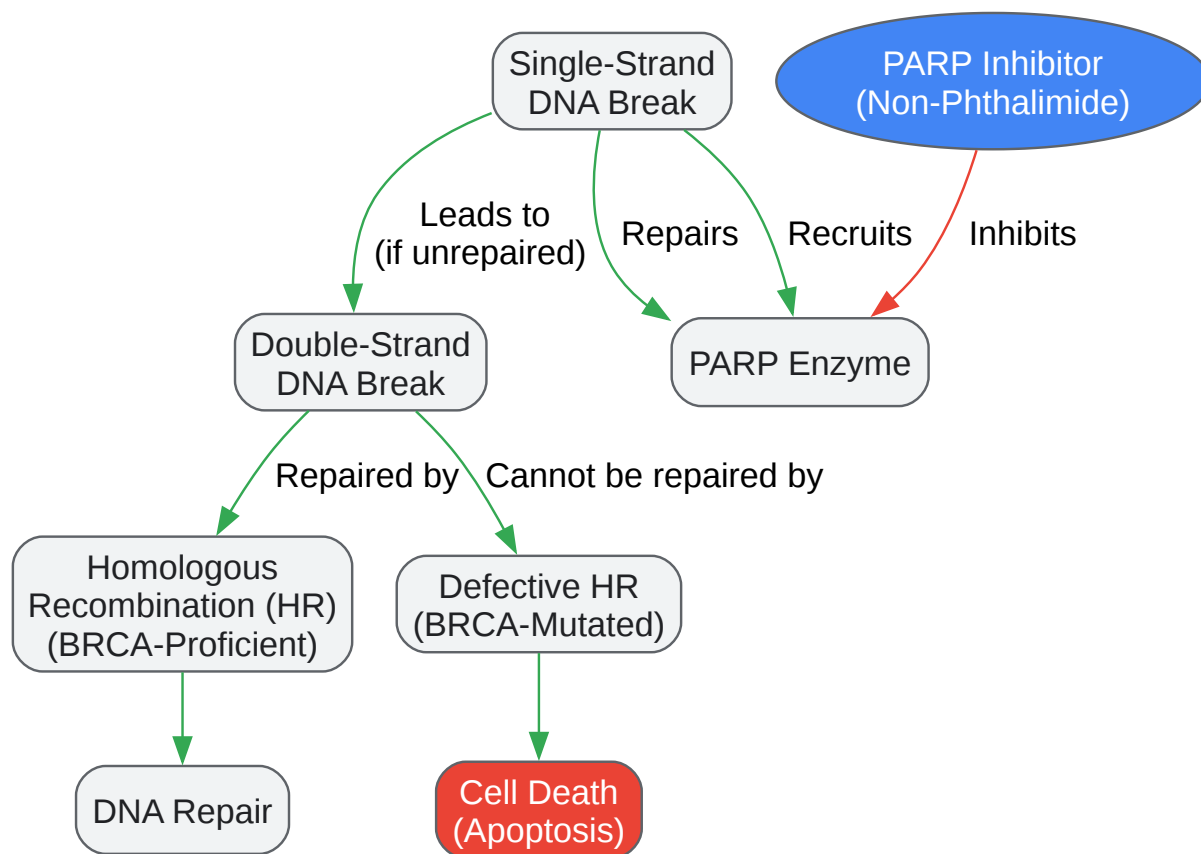 Single-Strand
DNA Break
PARP Inhibitor
(Non-Phthalimide)
Leads to
(if unrepaired)
Repairs
Recruits
Inhibits
Double-Strand
DNA Break
PARP Enzyme
Repaired by
Cannot be repaired by
Homologous
Recombination (HR)
(BRCA-Proficient)
Defective HR
(BRCA-Mutated)
DNA Repair
Cell Death
(Apoptosis)